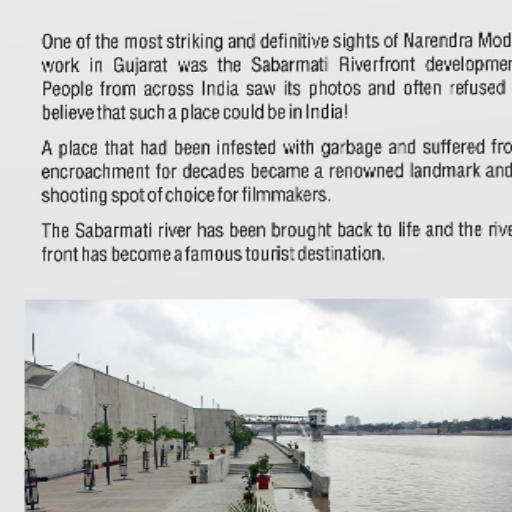 One of the most striking and definitive sights of Narendra Mod
work in Gujarat was the Sabarmati Riverfront developmen
People from across India saw its photos and often refused
believe that such a place could be in India!
A place that had been infested with garbage and suffered fro
encroachment for decades became a renowned landmark and
shooting spot of choice for filmmakers.
The Sabarmati river has been brought back to life and the rive
front has become a famous tourist destination.